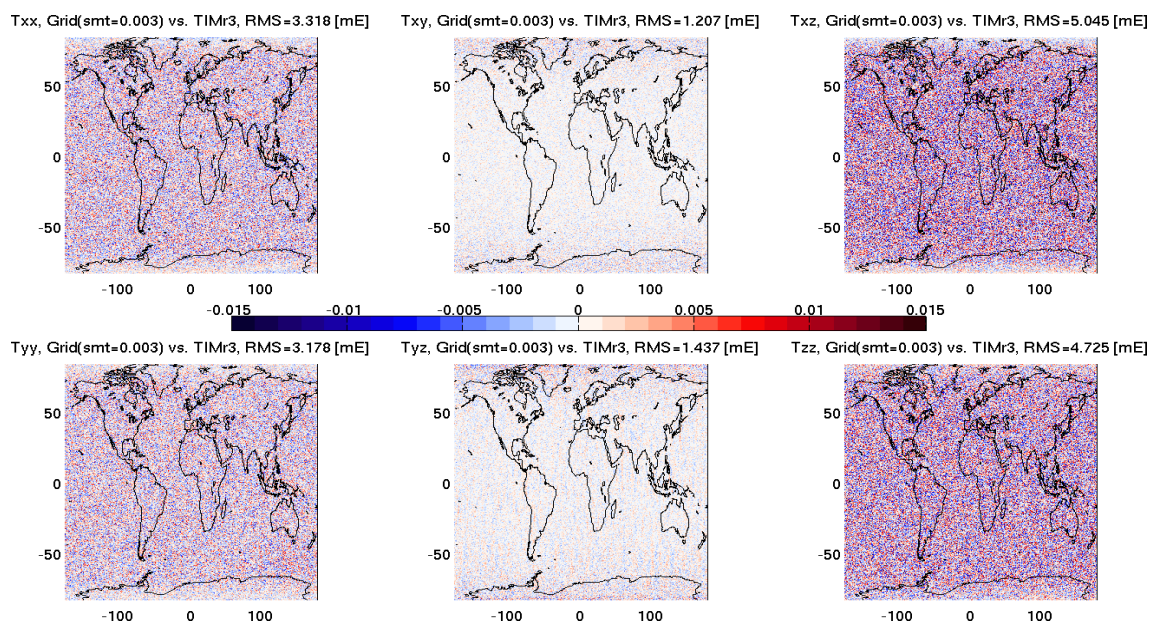 Txx, Grid(smt=0.003) vs. TIMr3, RMS=3.318 [mE]
Txy, Grid(smt=0.003) vs. TIMr3, RMS=1.207 [mE]
Txz, Grid(smt=0.003) vs. TIMr3, RMS=5.045 [mE]
50
0
-50
-100 0 100
50
0
-50
-100 0 100
50
0
-50
-100 0 100
-0.015 -0.01 -0.005 0 0.005 0.01 0.015
Tyy, Grid(smt=0.003) vs. TIMr3, RMS=3.178 [mE]
Tyz, Grid(smt=0.003) vs. TIMr3, RMS=1.437 [mE]
Tzz, Grid(smt=0.003) vs. TIMr3, RMS=4.725 [mE]
50
0
-50
-100 0 100
50
0
-50
-100 0 100
50
0
-50
-100 0 100